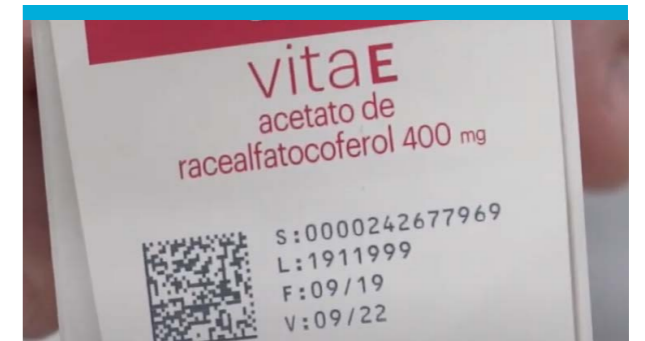 vitaE
acetato de
racealfatocoferol 400 mg
S:0000242677969
L:1911999
F:09/19
V:09/22